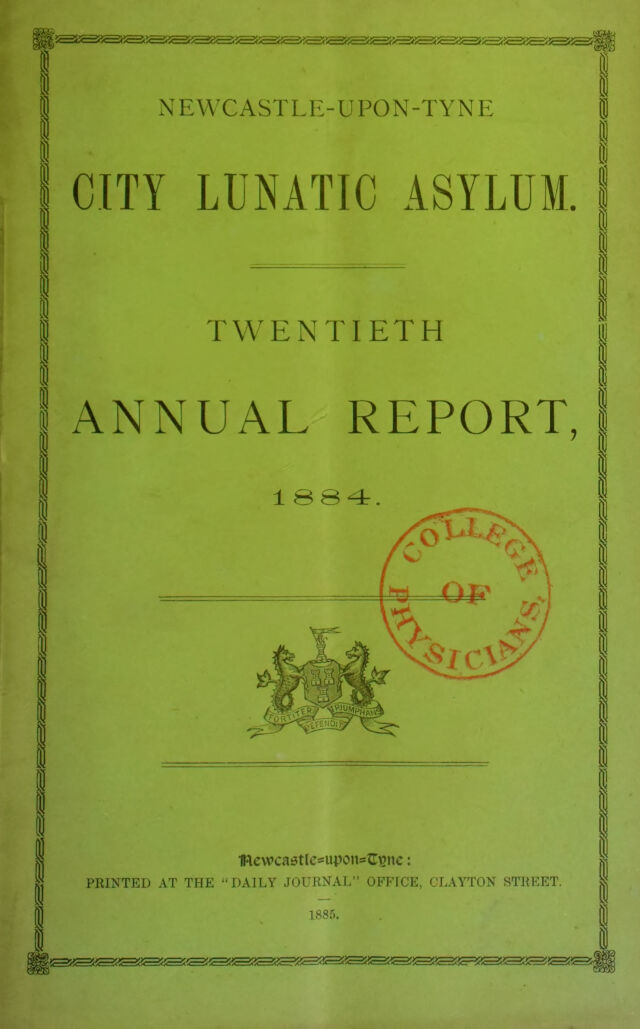 NEWCASTLE-UPON-TYNE
CITY LUNATIC ASYLUM.
TWENTIETH
ANNUAL REPORT,
1884.
COLLEGE
OF
PHYSICIANS.
FORTITER DEFENDIT TRIUMPHANS
Newcastle-upon-Tyne:
PRINTED AT THE "DAILY JOURNAL" OFFICE, CLAYTON STREET.
1885.